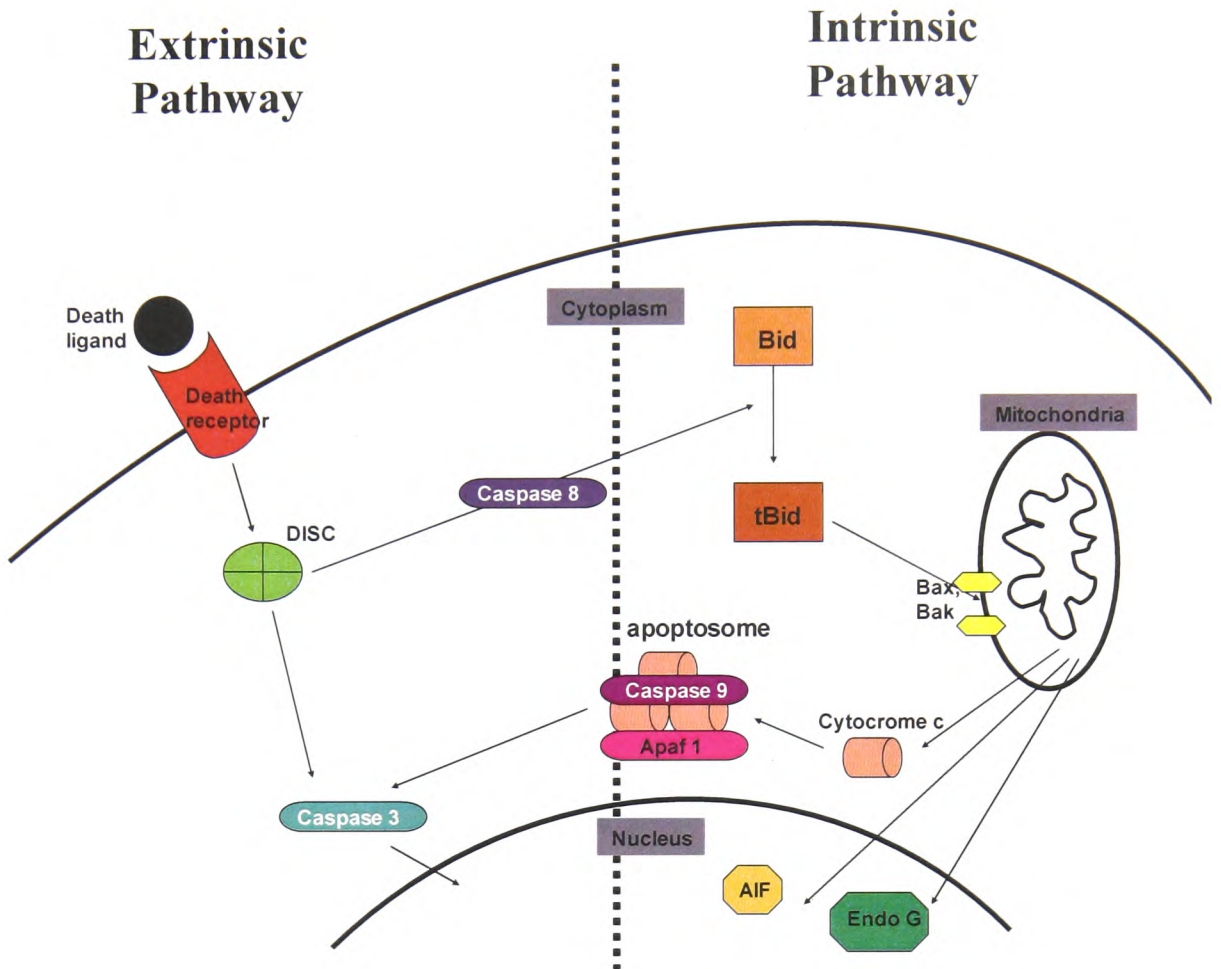 Extrinsic
Pathway
Intrinsic
Pathway
Death
ligand
Death
receptor
Cytoplasm
Bid
Mitochondria
Caspase 8
tBid
DISC
Bax,
Bak
apoptosome
Caspase 9
Apaf 1
Cytocrome c
Caspase 3
Nucleus
AIF
Endo G